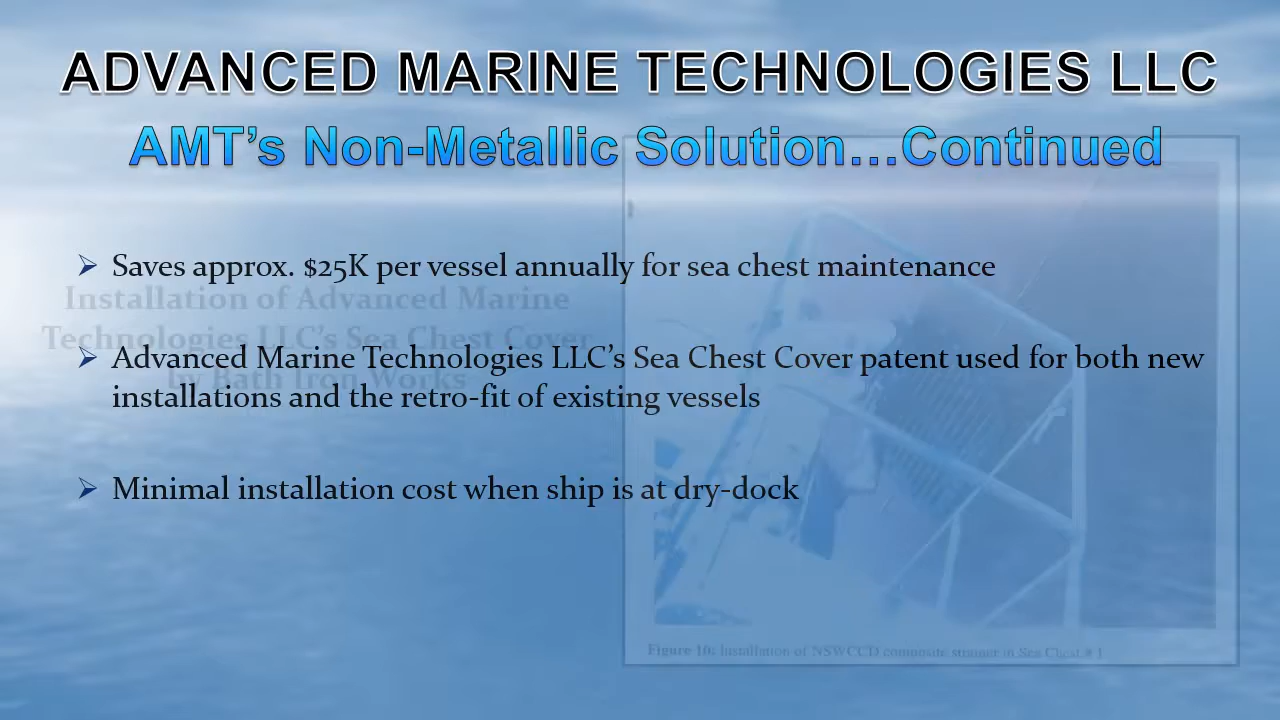 ADVANCED MARINE TECHNOLOGIES LLC
AMT’s Non-Metallic Solution…Continued
➢ Saves approx. $25K per vessel annually for sea chest maintenance
Installation of Advanced Marine
Technologies LLC’s Sea Chest Cover
by Bath Iron Works
➢ Advanced Marine Technologies LLC’s Sea Chest Cover patent used for both new
installations and the retro-fit of existing vessels
➢ Minimal installation cost when ship is at dry-dock
Figure 10: Installation of NSWCCD composite strainer in Sea Chest # 1